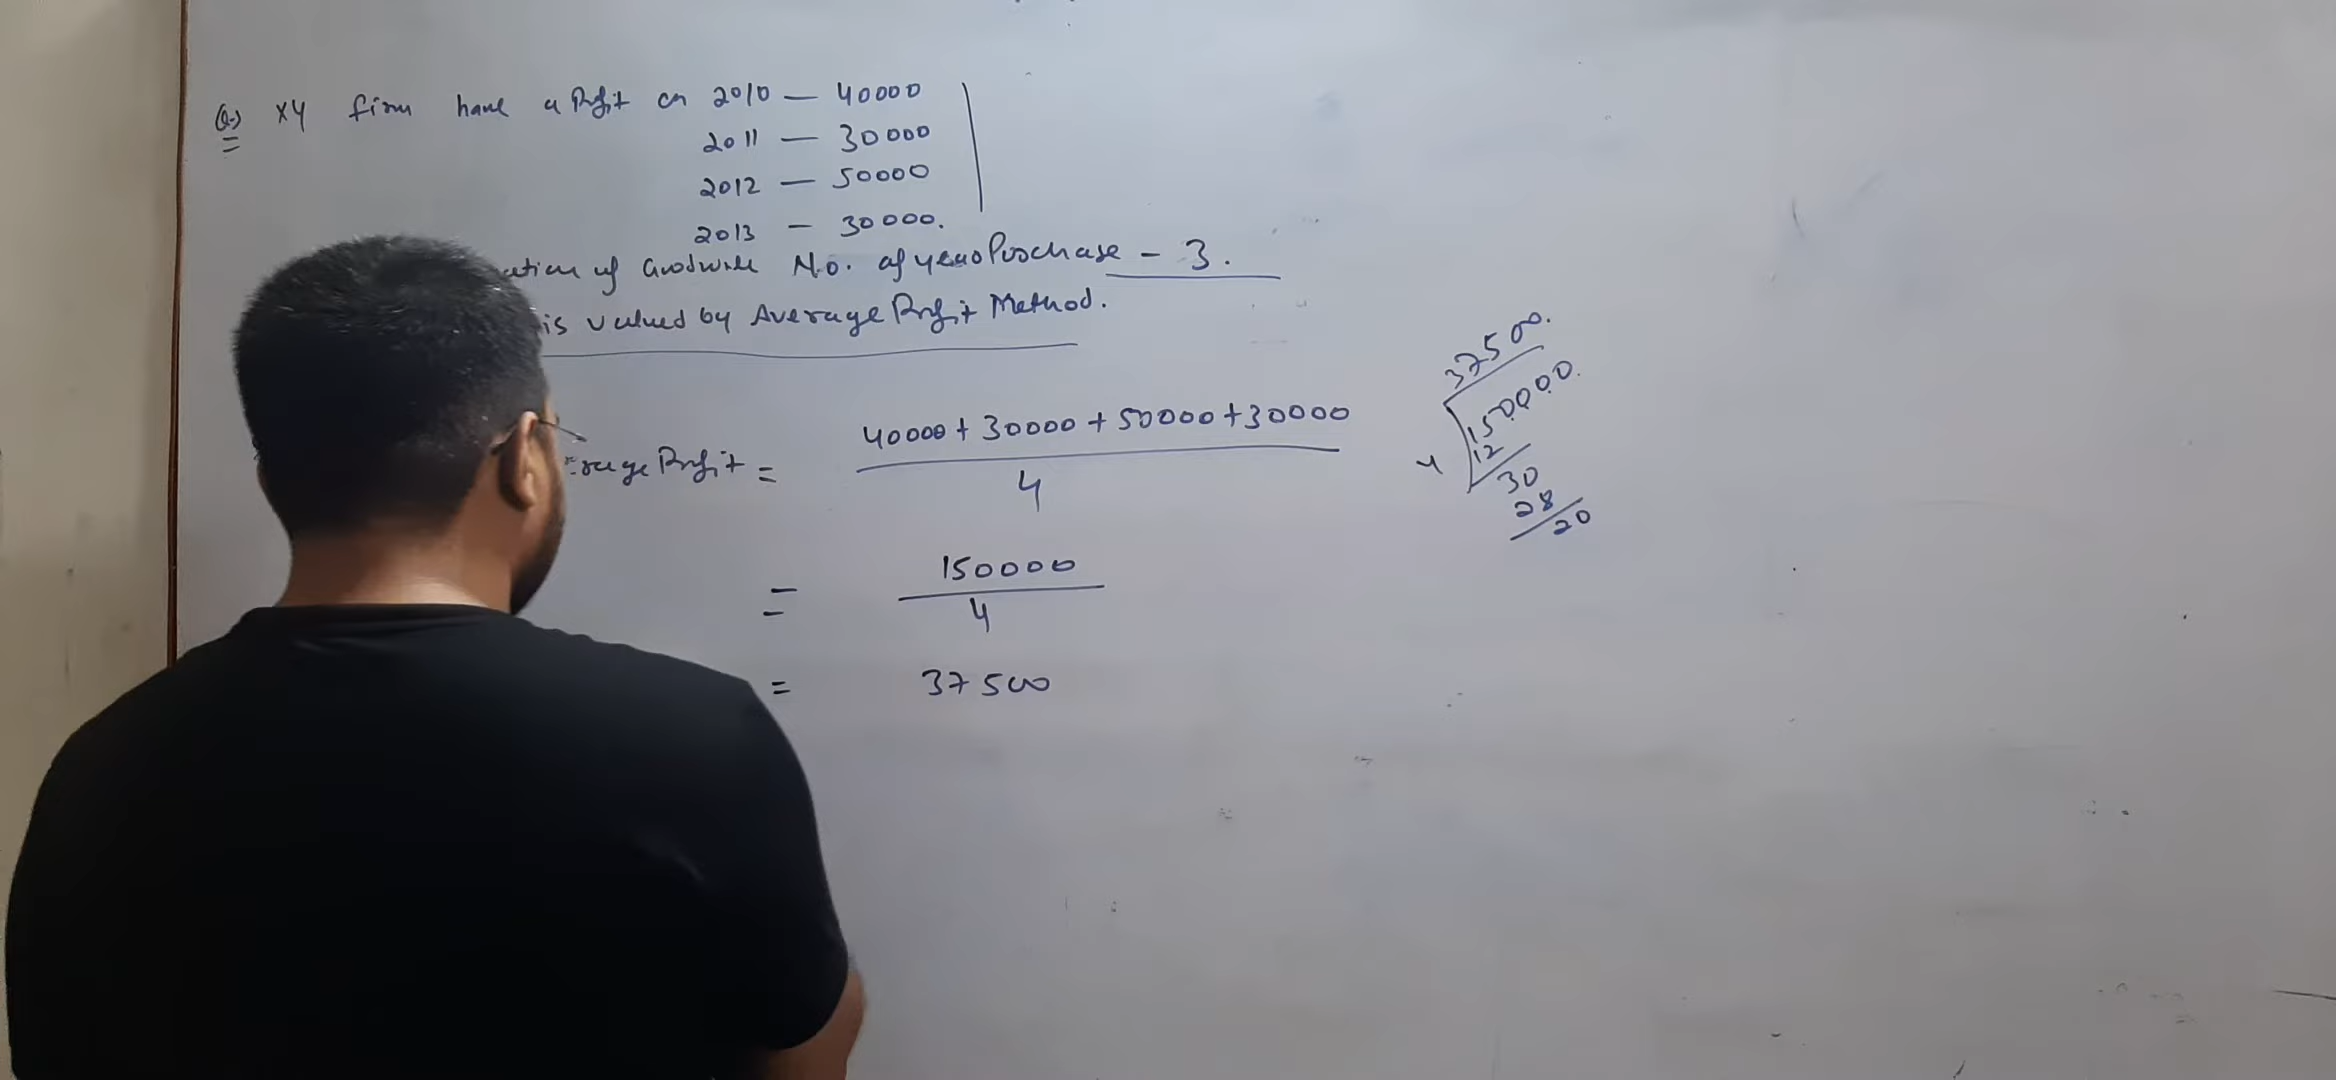 Q.) XY firm have a Profit on 2010 — 40000
2011 — 30000
2012 — 50000
2013 — 30000.
of Goodwill No. of years Purchase - 3.
is valued by Average Profit Method.
Profit = 40000 + 30000 + 50000 + 30000
4
= 150000
4
= 37500
37500.
4 150000.
12
30
28
20